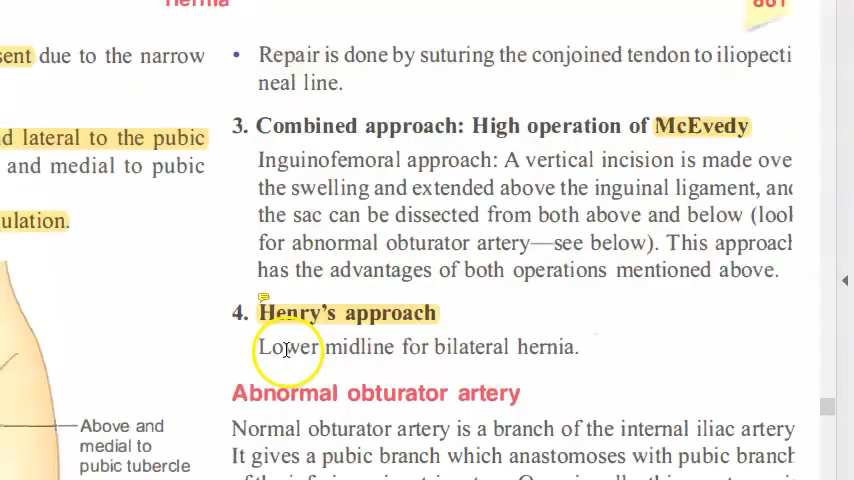 Hernia
661
sent due to the narrow
d lateral to the pubic
and medial to pubic
ulation.
Above and
medial to
pubic tubercle
• Repair is done by suturing the conjoined tendon to iliopecti
neal line.
3. Combined approach: High operation of McEvedy
Inguinofemoral approach: A vertical incision is made ove
the swelling and extended above the inguinal ligament, and
the sac can be dissected from both above and below (look
for abnormal obturator artery—see below). This approach
has the advantages of both operations mentioned above.
4. Henry's approach
Lower midline for bilateral hernia.
Abnormal obturator artery
Normal obturator artery is a branch of the internal iliac artery
It gives a pubic branch which anastomoses with pubic branch